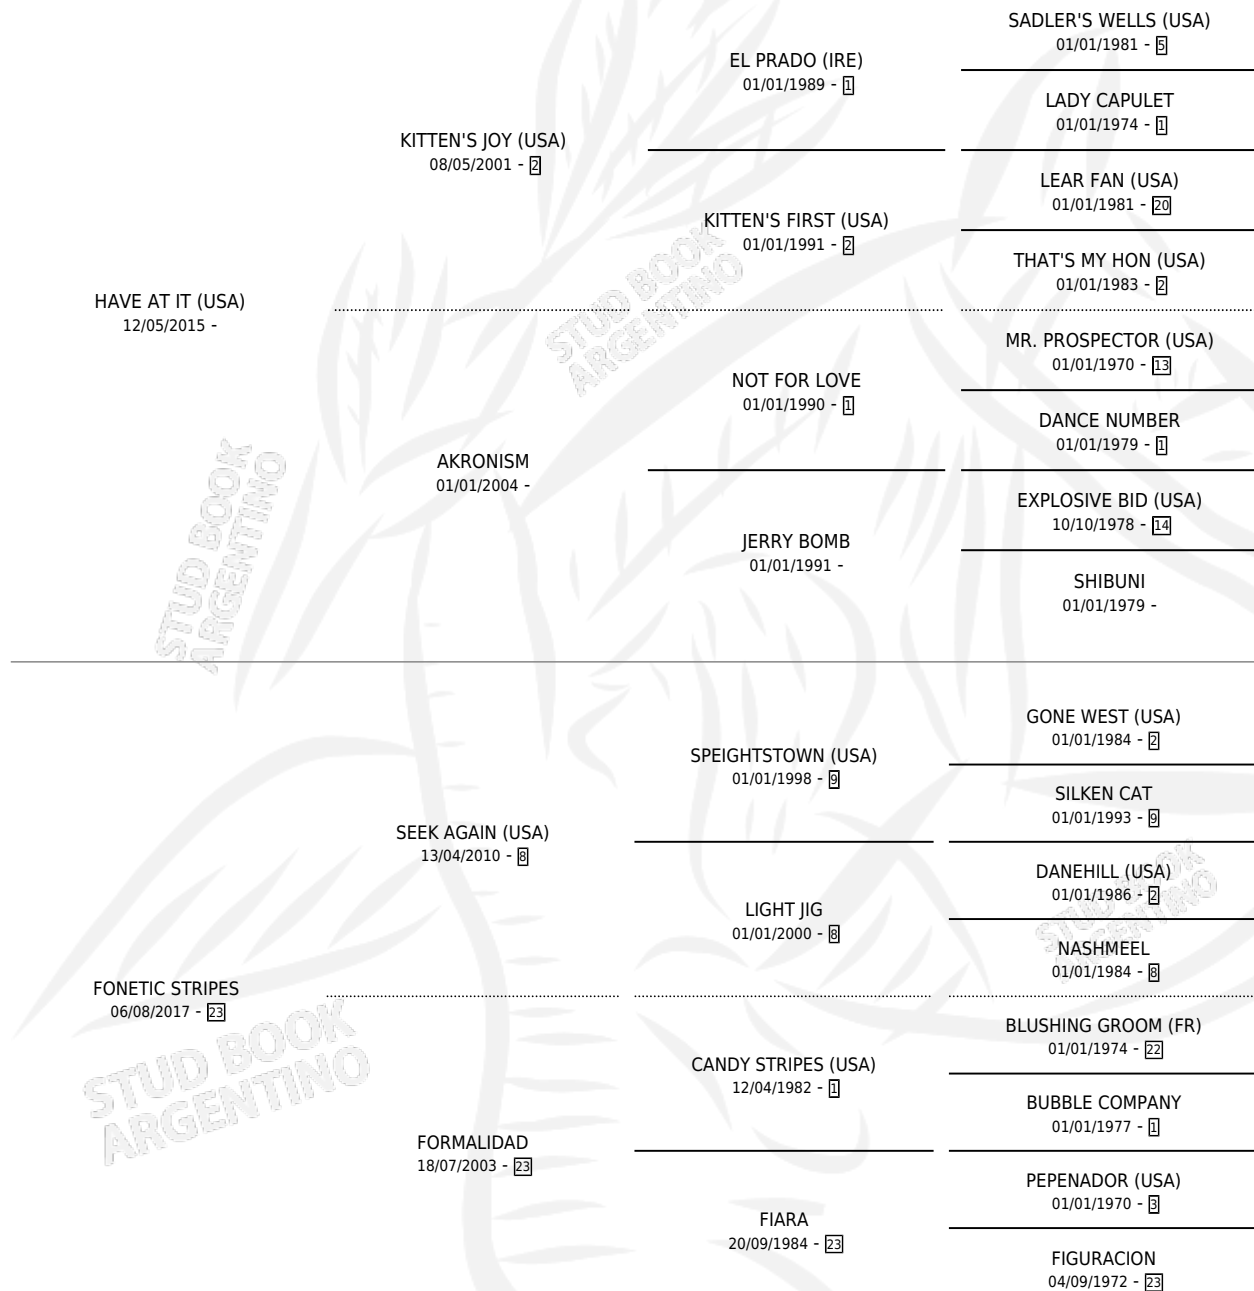 SADLER'S WELLS (USA)
01/01/1981 - 5
EL PRADO (IRE)
01/01/1989 - 1
LADY CAPULET
01/01/1974 - 1
KITTEN'S JOY (USA)
08/05/2001 - 2
LEAR FAN (USA)
01/01/1981 - 20
KITTEN'S FIRST (USA)
01/01/1991 - 2
THAT'S MY HON (USA)
01/01/1983 - 2
HAVE AT IT (USA)
12/05/2015 -
STUD BOOK
ARGENTINO
MR. PROSPECTOR (USA)
01/01/1970 - 13
NOT FOR LOVE
01/01/1990 - 1
DANCE NUMBER
01/01/1979 - 1
AKRONISM
01/01/2004 -
EXPLOSIVE BID (USA)
10/10/1978 - 14
JERRY BOMB
01/01/1991 -
SHIBUNI
01/01/1979 -
STUD BOOK
ARGENTINO
GONE WEST (USA)
01/01/1984 - 2
SPEIGHTSTOWN (USA)
01/01/1998 - 9
SILKEN CAT
01/01/1993 - 9
SEEK AGAIN (USA)
13/04/2010 - 8
DANEHILL (USA)
01/01/1986 - 2
STUD BOOK
ARGENTINO
LIGHT JIG
01/01/2000 - 8
NASHMEEL
01/01/1984 - 8
FONETIC STRIPES
06/08/2017 - 23
STUD BOOK
ARGENTINO
BLUSHING GROOM (FR)
01/01/1974 - 22
CANDY STRIPES (USA)
12/04/1982 - 1
BUBBLE COMPANY
01/01/1977 - 1
FORMALIDAD
18/07/2003 - 23
PEPENADOR (USA)
01/01/1970 - 3
FIARA
20/09/1984 - 23
FIGURACION
04/09/1972 - 23